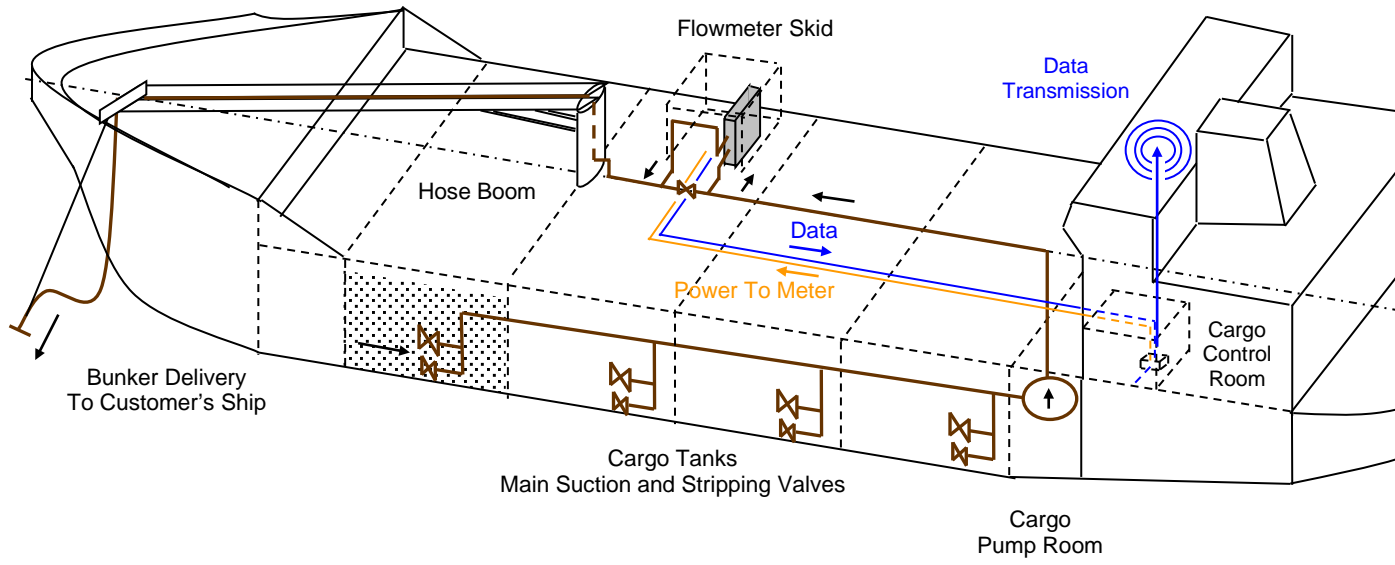 Flowmeter Skid
Data
Transmission
Hose Boom
Data
Power To Meter
Cargo
Control
Room
Bunker Delivery
To Customer's Ship
Cargo Tanks
Main Suction and Stripping Valves
Cargo
Pump Room